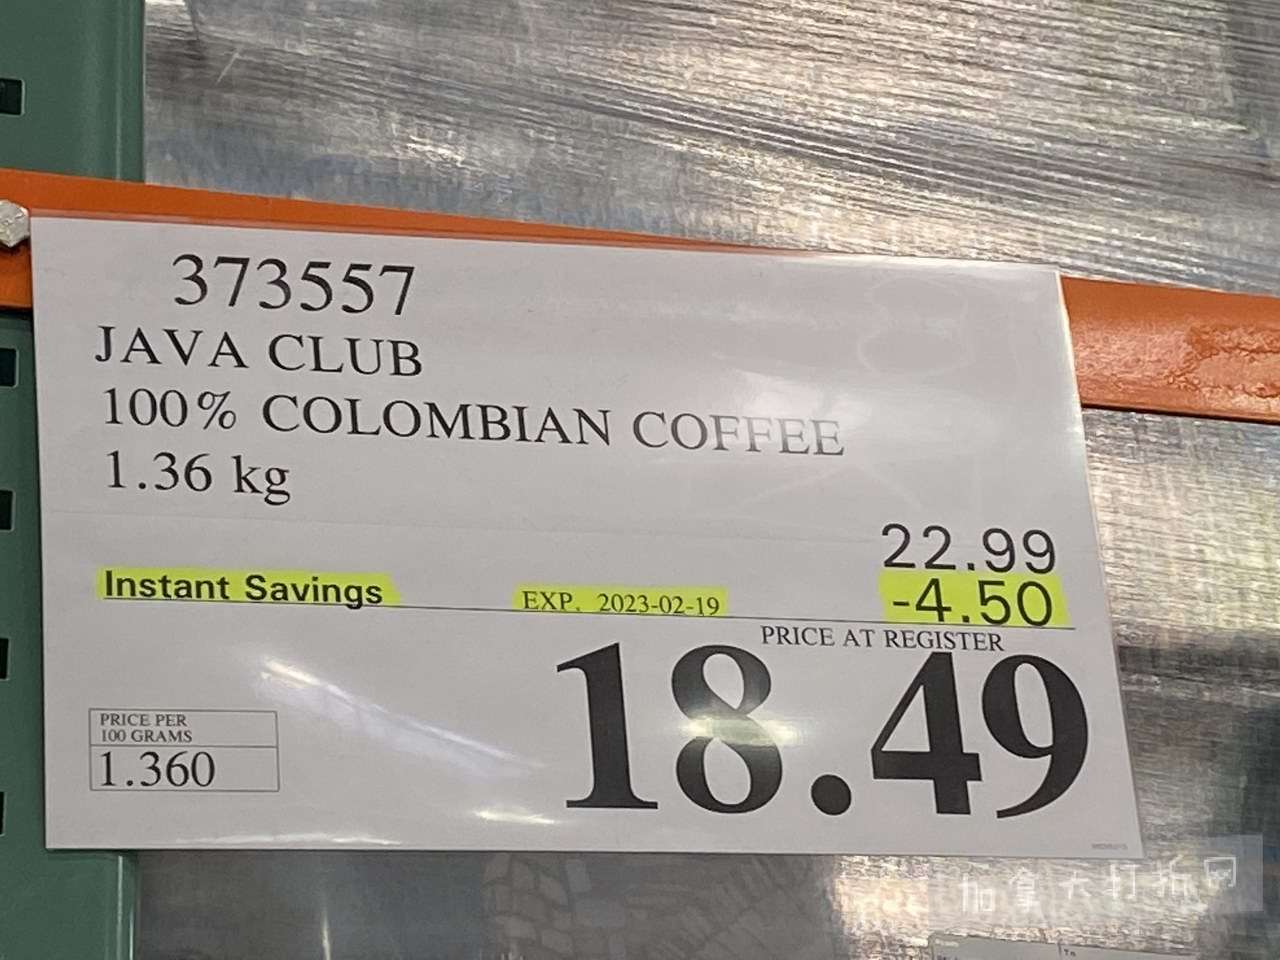 373557
JAVA CLUB
100% COLOMBIAN COFFEE
1.36 kg
22.99
Instant Savings EXP. 2023-02-19 -4.50
PRICE AT REGISTER
18.49
PRICE PER
100 GRAMS
1.360
加拿大打折网